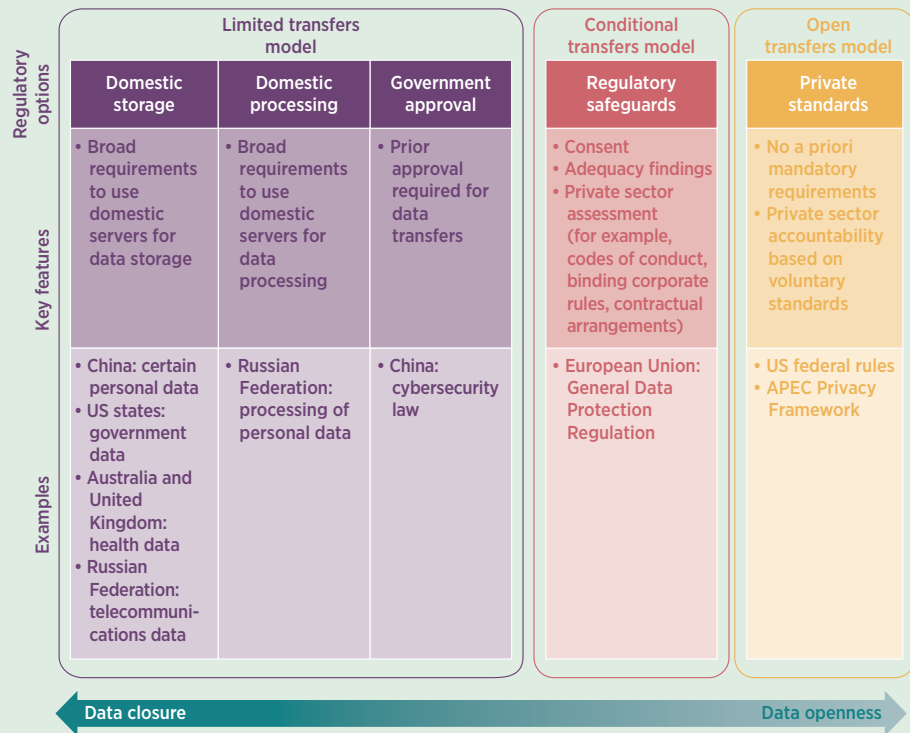 Limited transfers
model
Conditional
transfers model
Open
transfers model
Regulatory
options
Domestic
storage
Domestic
processing
Government
approval
Regulatory
safeguards
Private
standards
Key features
• Broad
requirements
to use
domestic
servers for
data storage
• Broad
requirements
to use
domestic
servers for
data
processing
• Prior
approval
required for
data
transfers
• Consent
• Adequacy findings
• Private sector
assessment
(for example,
codes of conduct,
binding corporate
rules, contractual
arrangements)
• No a priori
mandatory
requirements
• Private sector
accountability
based on
voluntary
standards
Examples
• China: certain
personal data
• US states:
government
data
• Australia and
United
Kingdom:
health data
• Russian
Federation:
telecommuni-
cations data
• Russian
Federation:
processing of
personal data
• China:
cybersecurity
law
• European Union:
General Data
Protection
Regulation
• US federal rules
• APEC Privacy
Framework
Data closure
Data openness